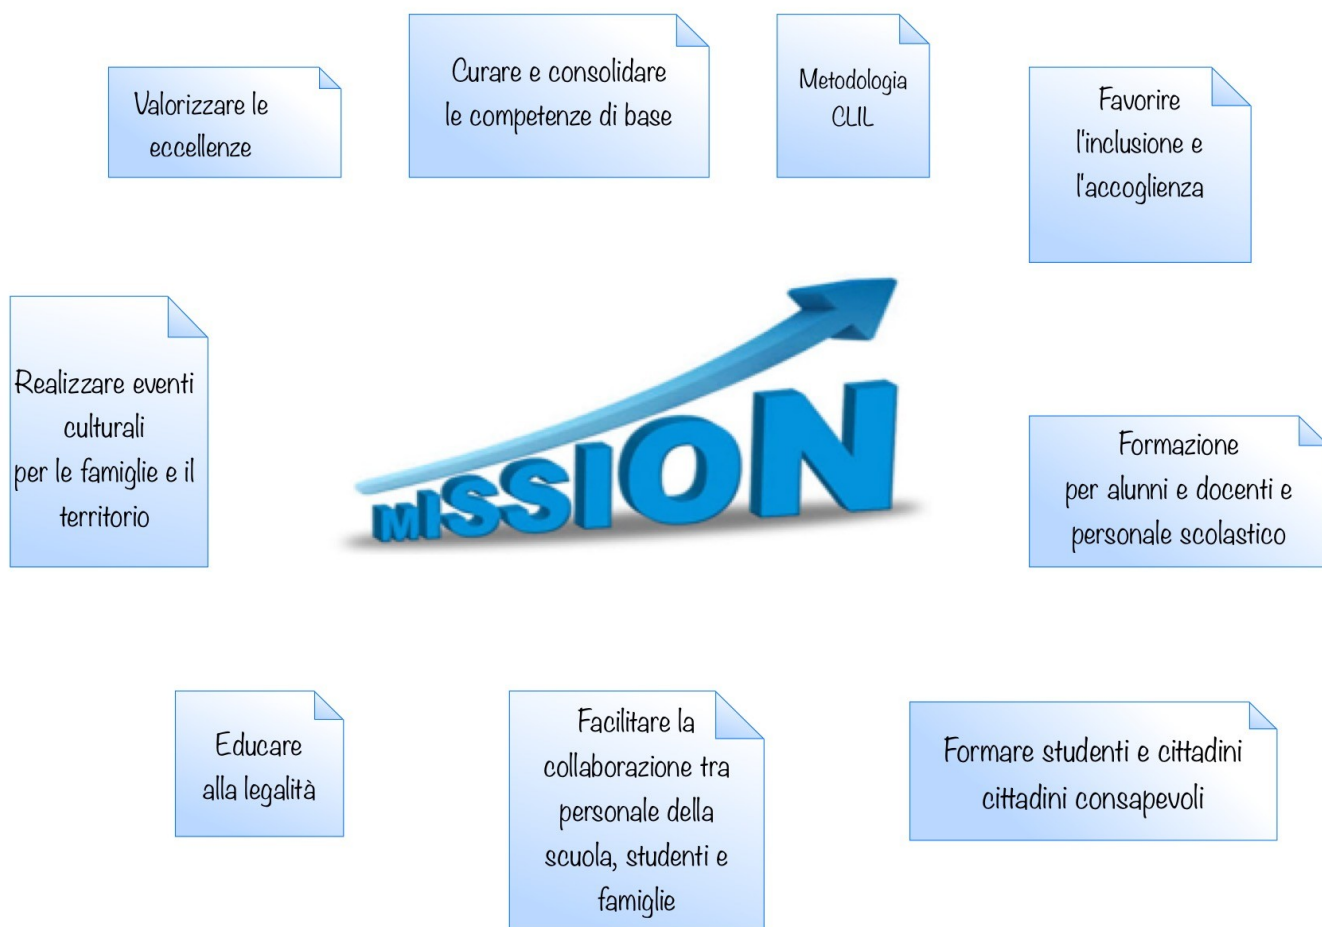 Valorizzare le
eccellenze
Curare e consolidare
le competenze di base
Metodologia
CLIL
Favorire
l'inclusione e
l'accoglienza
Realizzare eventi
culturali
per le famiglie e il
territorio
MISSION
Formazione
per alunni e docenti e
personale scolastico
Educare
alla legalità
Facilitare la
collaborazione tra
personale della
scuola, studenti e
famiglie
Formare studenti e cittadini
cittadini consapevoli